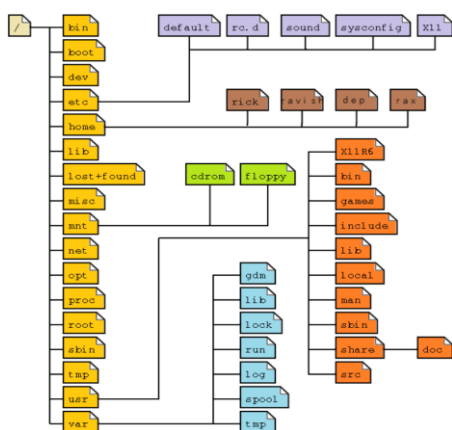 /
bin
default
rc.d
sound
sysconfig
X11
boot
dev
etc
rick
ravish
dep
rax
home
lib
X11R6
lost+found
cdrom
floppy
bin
misc
games
mnt
include
net
lib
opt
gdm
local
proc
lib
man
root
lock
sbin
sbin
run
share
doc
tmp
log
src
usr
spool
var
tmp